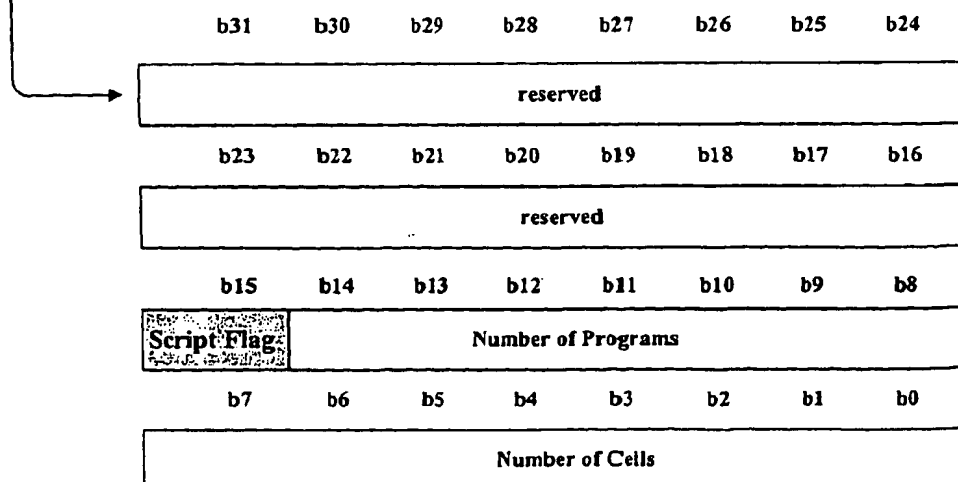 b31 b30 b29 b28 b27 b26 b25 b24
reserved
b23 b22 b21 b20 b19 b18 b17 b16
reserved
b15 b14 b13 b12 b11 b10 b9 b8
Script Flag Number of Programs
b7 b6 b5 b4 b3 b2 b1 b0
Number of Cells